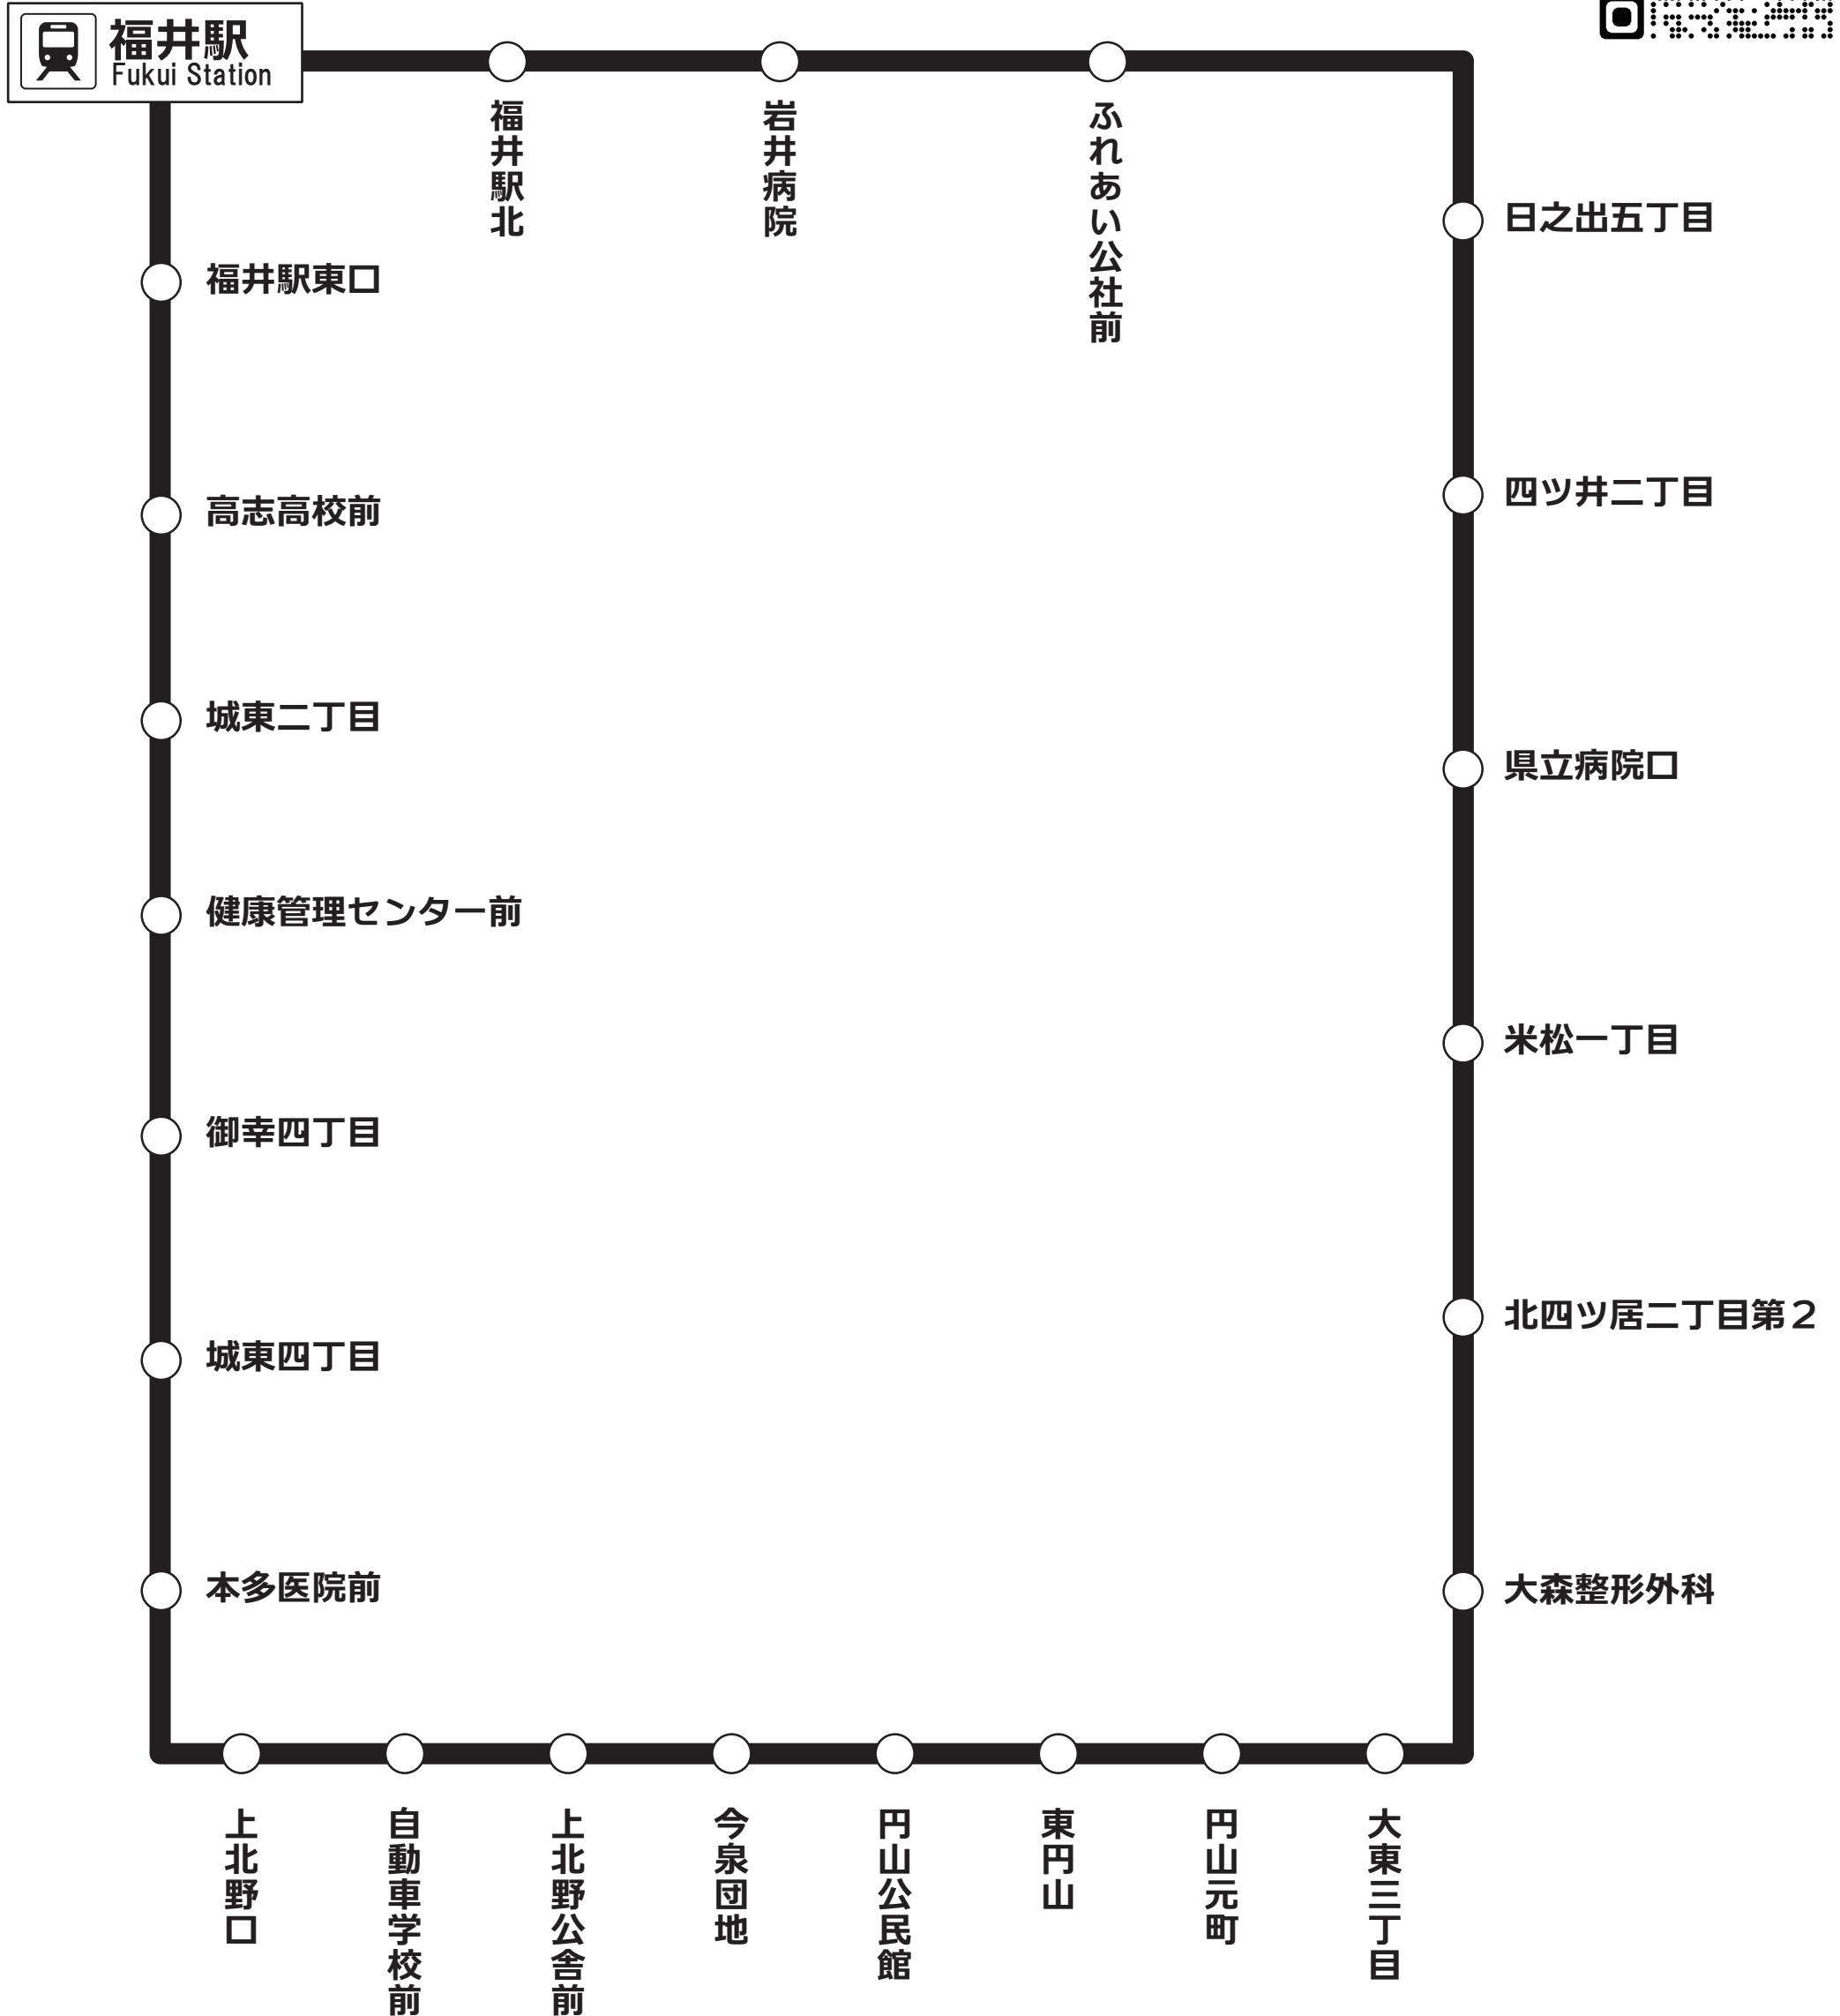 福井駅
Fukui Station
福井駅北
岩井病院
ふれあい公社前
日之出五丁目
四ツ井二丁目
県立病院口
米松一丁目
北四ツ居二丁目第２
大森整形外科
福井駅東口
高志高校前
城東二丁目
健康管理センター前
御幸四丁目
城東四丁目
本多医院前
上北野口
自動車学校前
上北野公舎前
今泉団地
円山公民館
東円山
円山元町
大東三丁目